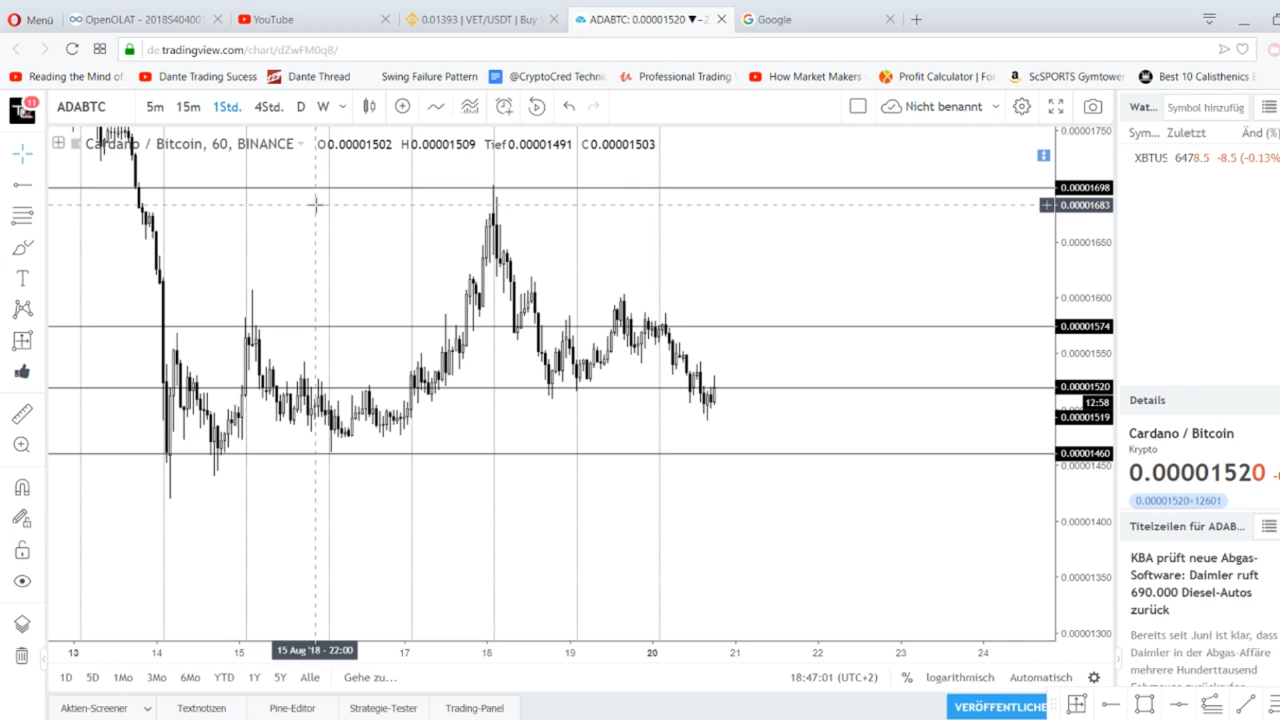 Menü OpenOLAT - 2018S404001 YouTube 0.01393 | VET/USDT | Buy ADABTC: 0.00001520 ▼ −2 Google
de.tradingview.com/chart/dZwFM0qB/
Reading the Mind of Dante Trading Sucess Dante Thread Swing Failure Pattern @CryptoCred Techni Professional Trading How Market Makers Profit Calculator | For ScSPORTS Gymtower Best 10 Calisthenics E
11 ADABTC 5m 15m 1Std. 4Std. D W Nicht benannt Wat... Symbol hinzufüg
Sym... Zuletzt Änd (%)
Cardano / Bitcoin, 60, BINANCE O0.00001502 H0.00001509 Tief0.00001491 C0.00001503
XBTUS 6478.5 -8.5 (-0.13%
0.00001750
0.00001698
0.00001683
0.00001650
0.00001600
0.00001574
0.00001550
0.00001520
12:58
0.00001519
0.00001460
0.00001450
0.00001400
0.00001350
0.00001300
Details
Cardano / Bitcoin
Krypto
0.00001520
0.00001520×12601
Titelzeilen für ADAB...
KBA prüft neue Abgas-
Software: Daimler ruft
690.000 Diesel-Autos
zurück
Bereits seit Juni ist klar, dass
Daimler in der Abgas-Affäre
mehrere Hunderttausend
13 14 15 15 Aug '18 - 22:00 17 18 19 20 21 22 23 24
1D 5D 1Mo 3Mo 6Mo YTD 1Y 5Y Alle Gehe zu... 18:47:01 (UTC+2) % logarithmisch Automatisch
Aktien-Screener Textnotizen Pine-Editor Strategie-Tester Trading-Panel VERÖFFENTLICHE